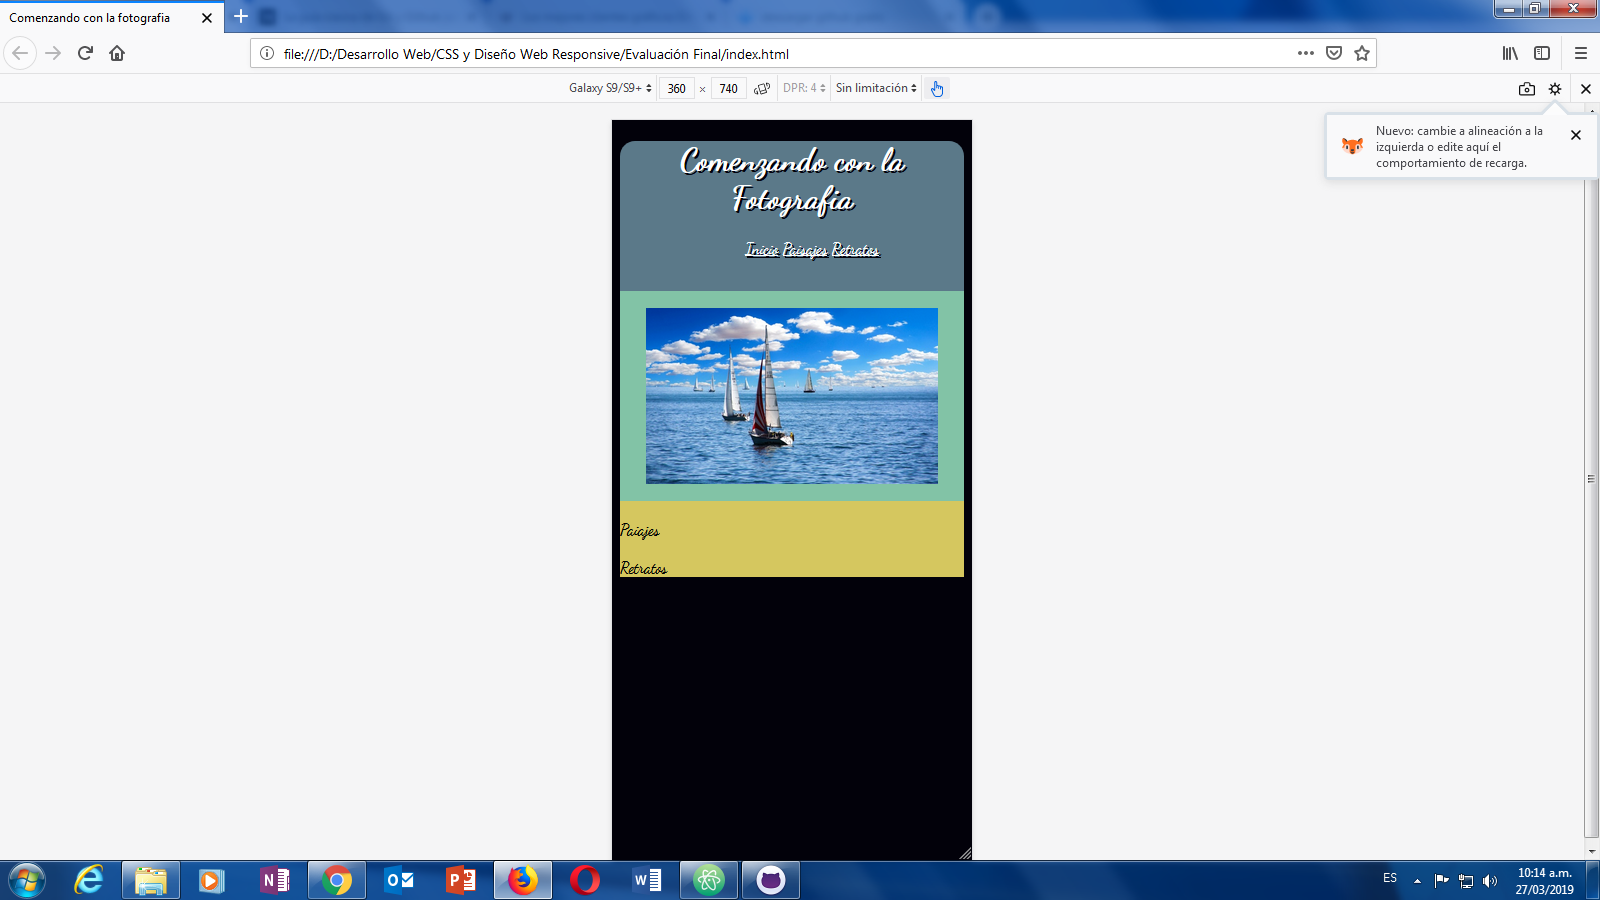 Comenzando con la fotografia
file:///D:/Desarrollo Web/CSS y Diseño Web Responsive/Evaluación Final/index.html
Galaxy S9/S9+ 360 × 740 DPR: 4 Sin limitación
Nuevo: cambie a alineación a la
izquierda o edite aquí el
comportamiento de recarga.
Comenzando con la
Fotografia
Inicio Paisajes Retratos
Paiajes
Retratos
ES
10:14 a.m.
27/03/2019